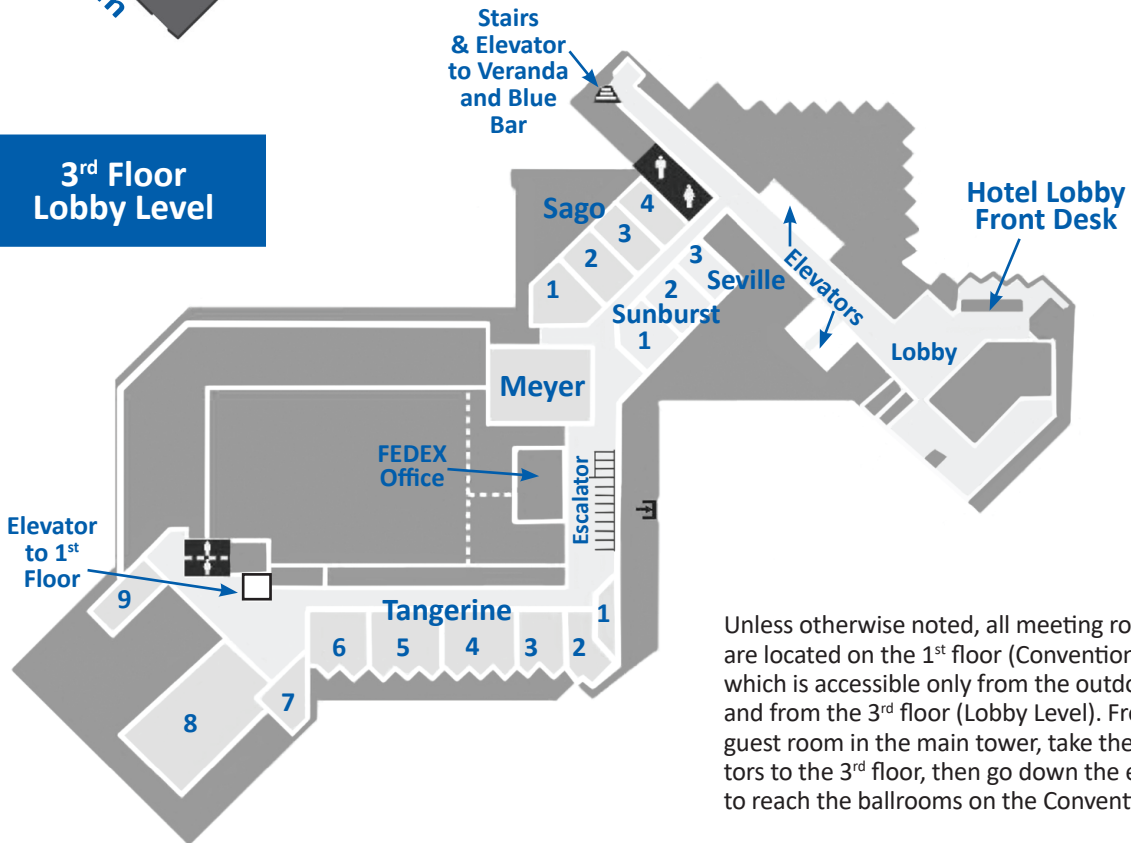 n
Stairs
& Elevator
to Veranda
and Blue
Bar
3rd Floor
Lobby Level
Hotel Lobby
Front Desk
Sago
4
3
2
1
3
Seville
2
Sunburst
1
Elevators
Lobby
Meyer
FEDEX
Office
Escalator
Elevator
to 1st
Floor
9
Tangerine
1
6
5
4
3
2
7
8
Unless otherwise noted, all meeting ro
are located on the 1st floor (Convention
which is accessible only from the outdo
and from the 3rd floor (Lobby Level). Fr
guest room in the main tower, take the
tors to the 3rd floor, then go down the e
to reach the ballrooms on the Convent